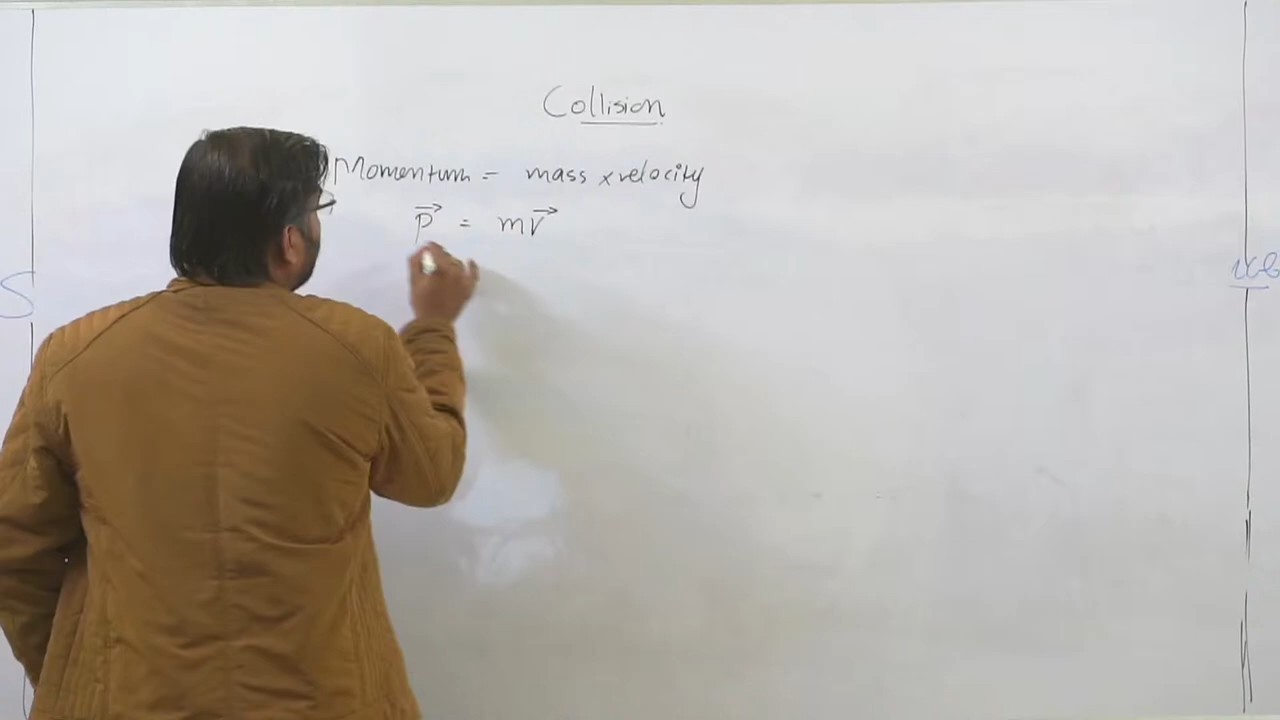 Collision
Momentum = mass × velocity
p⃗ = mv⃗
S